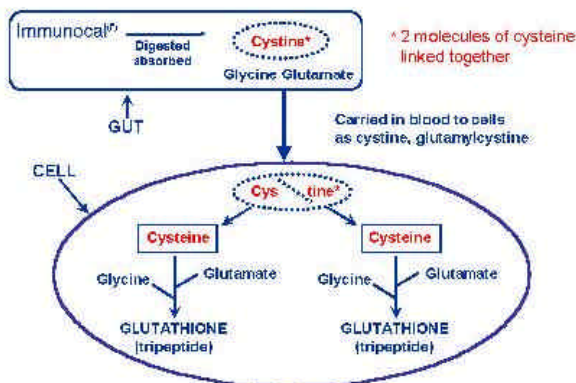 Immunocal
Digested
absorbed
Cystine*
Glycine Glutamate
* 2 molecules of cysteine
linked together
GUT
Carried in blood to cells
as cystine, glutamylcystine
CELL
Cys tine*
Cysteine
Cysteine
Glycine
Glutamate
Glycine
Glutamate
GLUTATHIONE
(tripeptide)
GLUTATHIONE
(tripeptide)